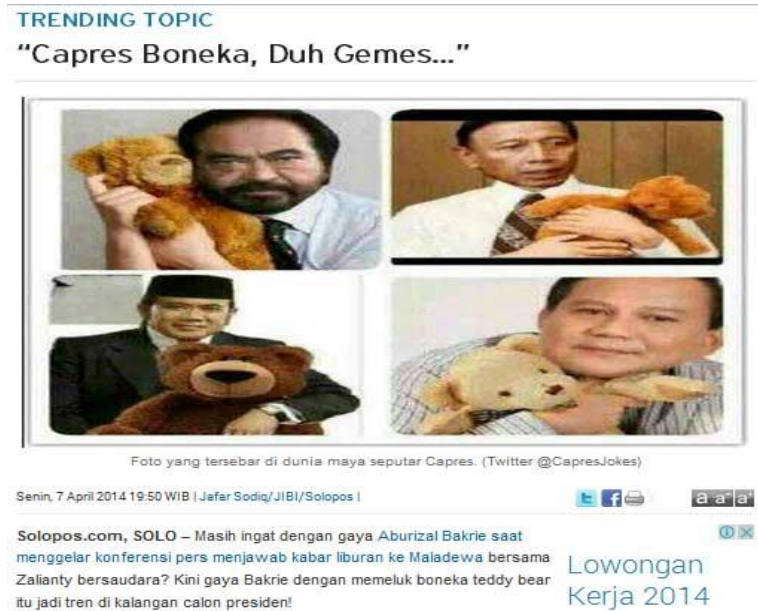 TRENDING TOPIC
“Capres Boneka, Duh Gemes...”
Foto yang tersebar di dunia maya seputar Capres. (Twitter @CapresJokes)
Senin, 7 April 2014 19:50 WIB | Jafar Sodiq/JIBI/Solopos |
a a- a+
Solopos.com, SOLO – Masih ingat dengan gaya Aburizal Bakrie saat
menggelar konferensi pers menjawab kabar liburan ke Maladewa bersama
Zalianty bersaudara? Kini gaya Bakrie dengan memeluk boneka teddy bear
itu jadi tren di kalangan calon presiden!
Lowongan
Kerja 2014